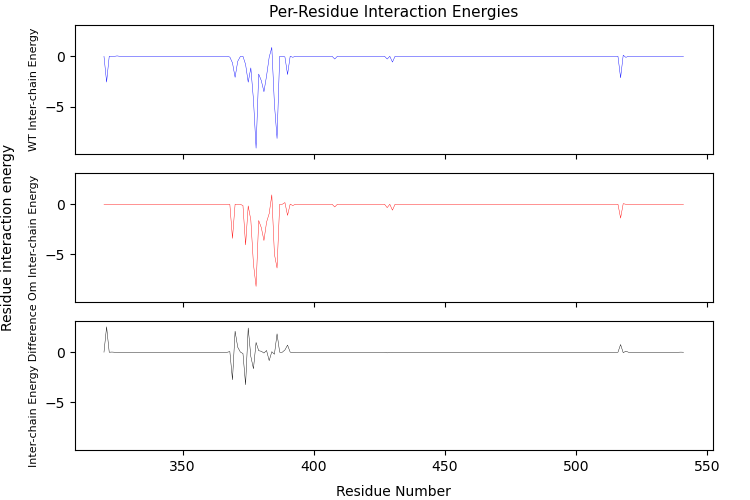 Per-Residue Interaction Energies
Residue interaction energy
WT Inter-chain Energy
0
−5
Om Inter-chain Energy
0
−5
Inter-chain Energy Difference
0
−5
350
400
450
500
550
Residue Number